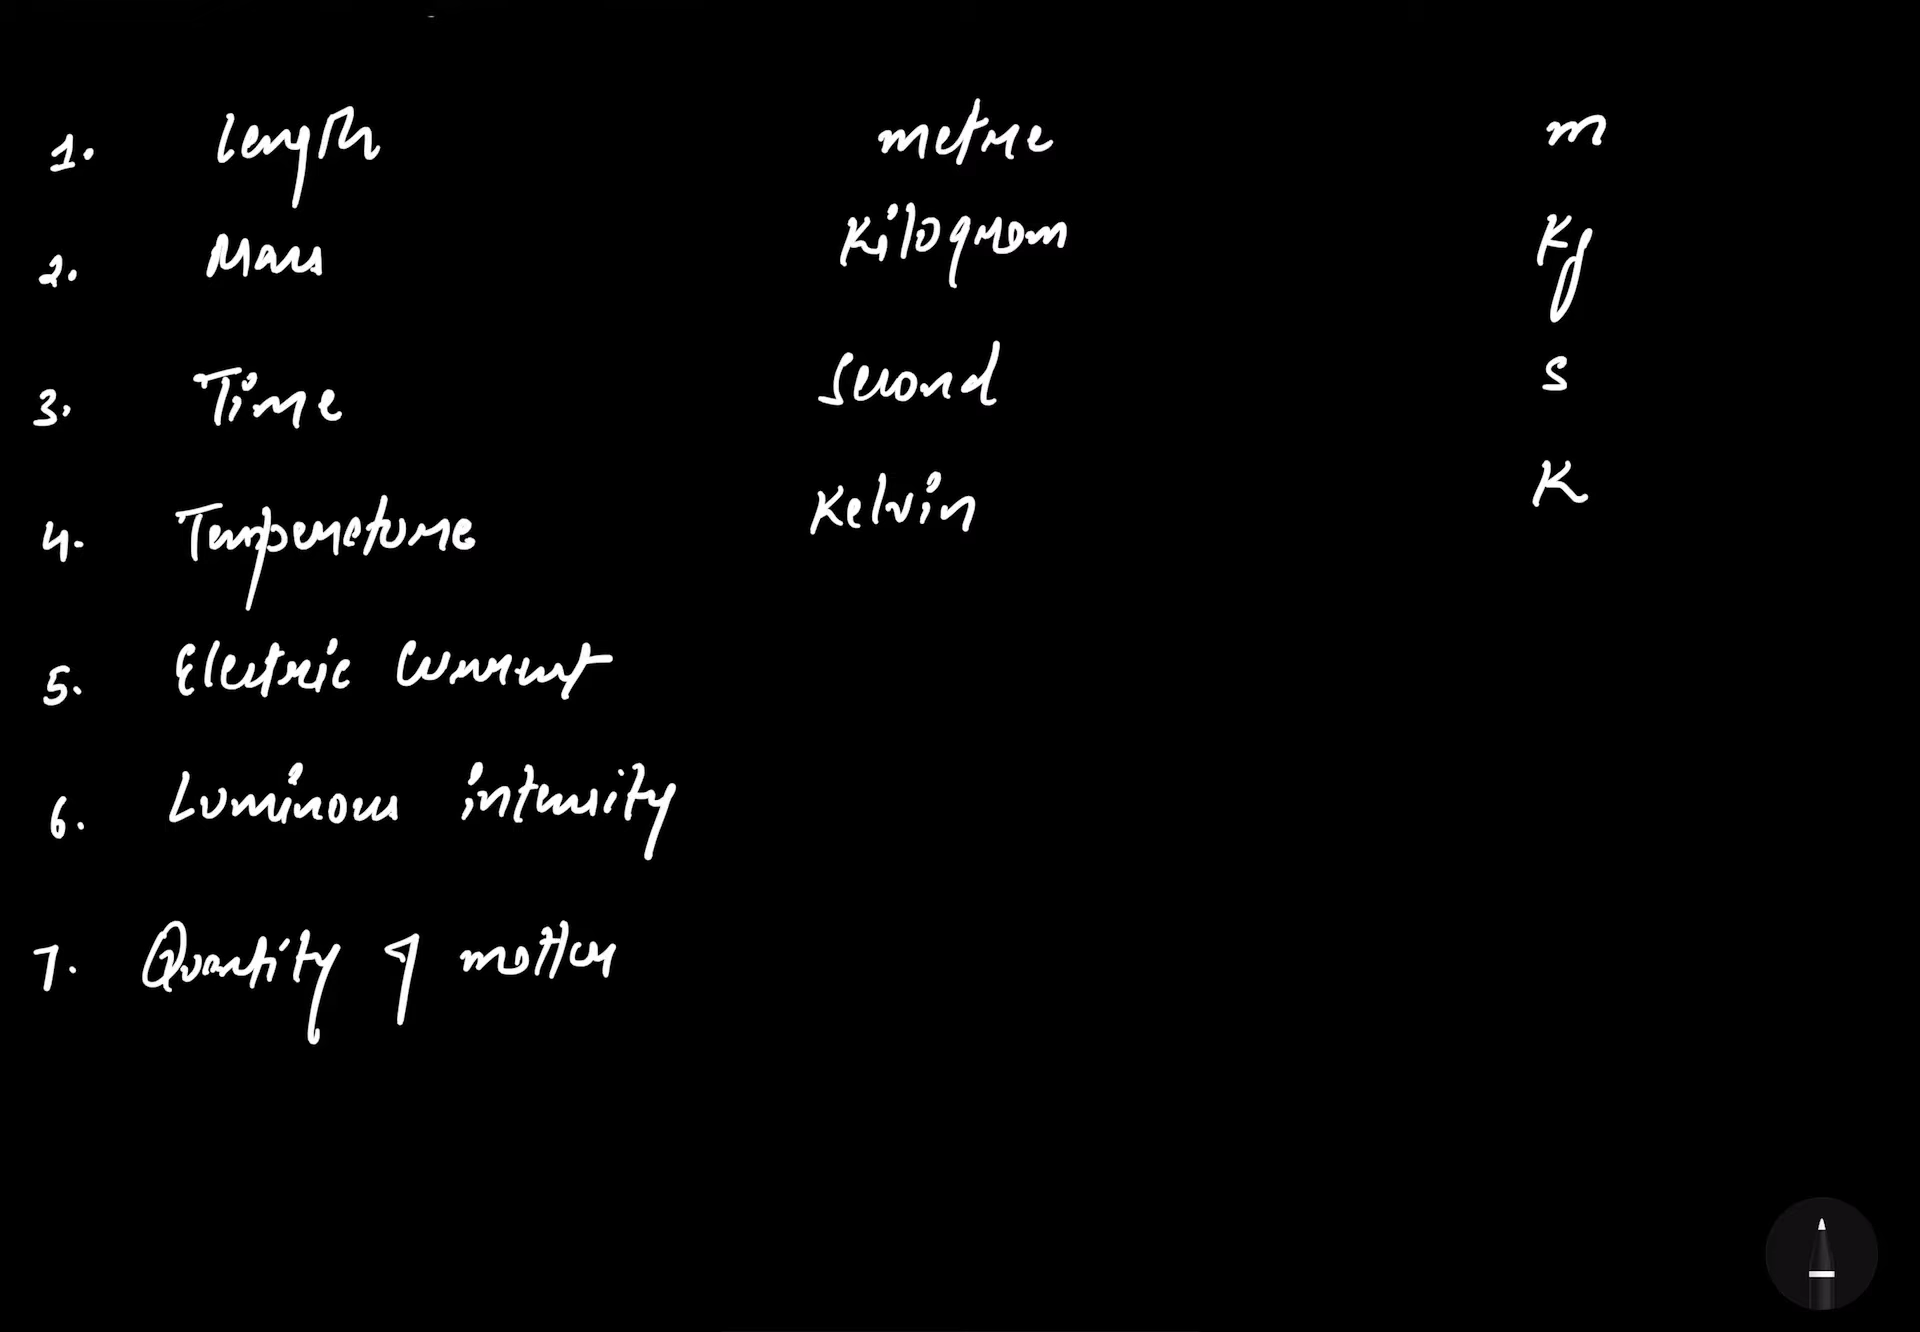 1. Length metre m
2. Mass Kilogram Kg
3. Time Second s
4. Temperature Kelvin K
5. Electric Current
6. Luminous intensity
7. Quantity of matter